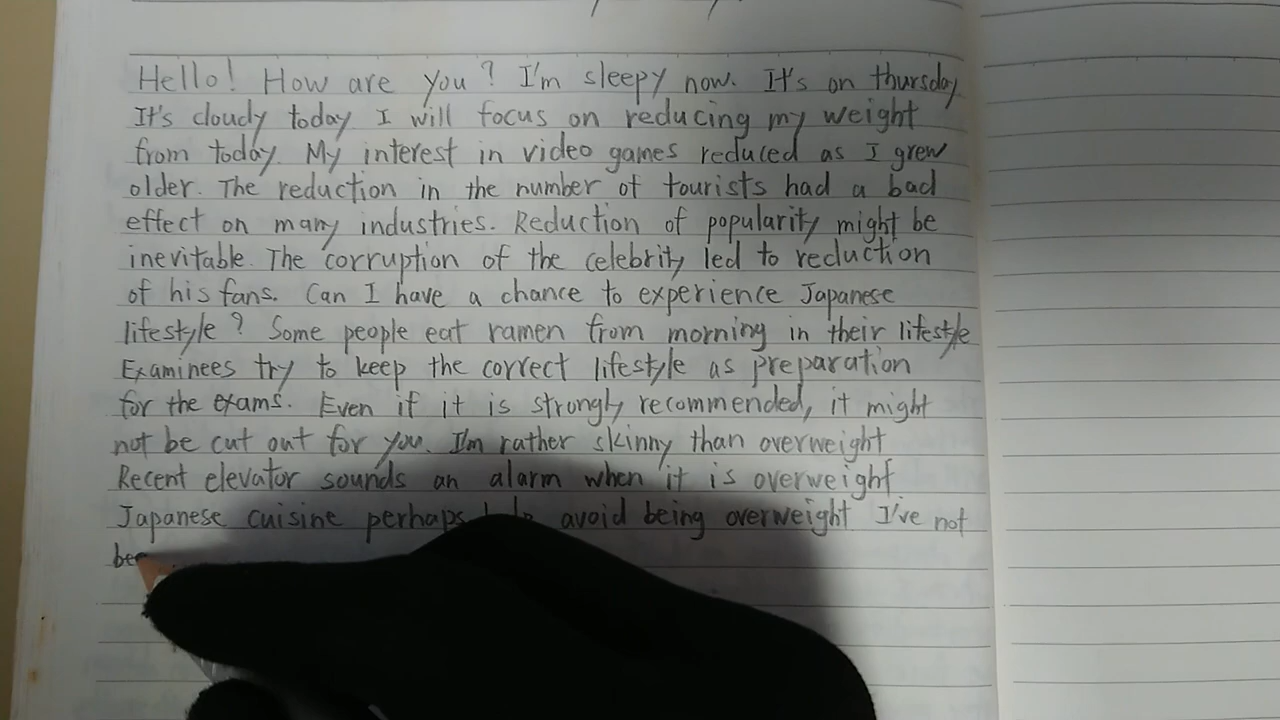 Hello! How are you? I'm sleepy now. It's on thursday
It's cloudy today. I will focus on reducing my weight
from today. My interest in video games reduced as I grew
older. The reduction in the number of tourists had a bad
effect on many industries. Reduction of popularity might be
inevitable. The corruption of the celebrity led to reduction
of his fans. Can I have a chance to experience Japanese
lifestyle? Some people eat ramen from morning in their lifestyle
Examinees try to keep the correct lifestyle as preparation
for the exams. Even if it is strongly recommended, it might
not be cut out for you. I'm rather skinny than overweight
Recent elevator sounds an alarm when it is overweight
Japanese cuisine perhaps avoid being overweight I've not